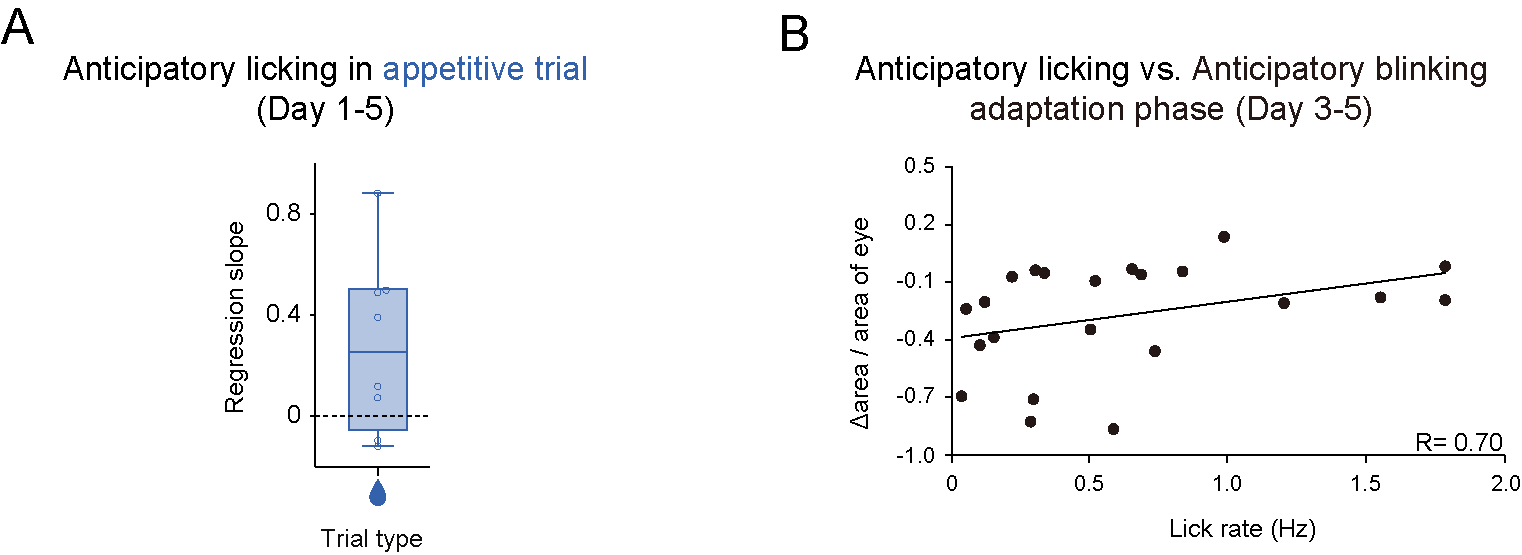 A
Anticipatory licking in appetitive trial
(Day 1-5)
Regression slope
0.8
0.4
0
Trial type
B
Anticipatory licking vs. Anticipatory blinking
adaptation phase (Day 3-5)
Δarea / area of eye
0.5
0.2
-0.1
-0.4
-0.7
-1.0
R= 0.70
0
0.5
1.0
1.5
2.0
Lick rate (Hz)